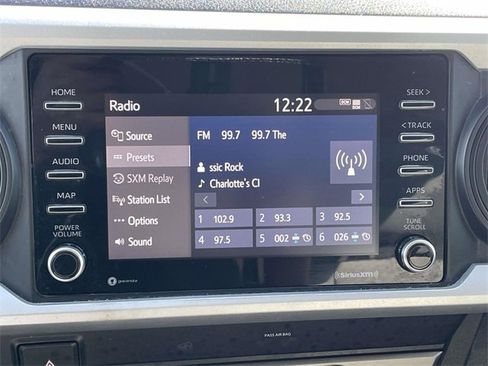 HOME
MENU
AUDIO
MAP
POWER
VOLUME
Radio
12:22
DCM
Source
Presets
SXM Replay
Station List
Options
Sound
FM 99.7 99.7 The
ssic Rock
Charlotte's Cl
1 102.9
2 93.3
3 92.5
4 97.5
5 002
6 026
SEEK >
< TRACK
PHONE
APPS
TUNE
SCROLL
SiriusXM
PASS AIR BAG